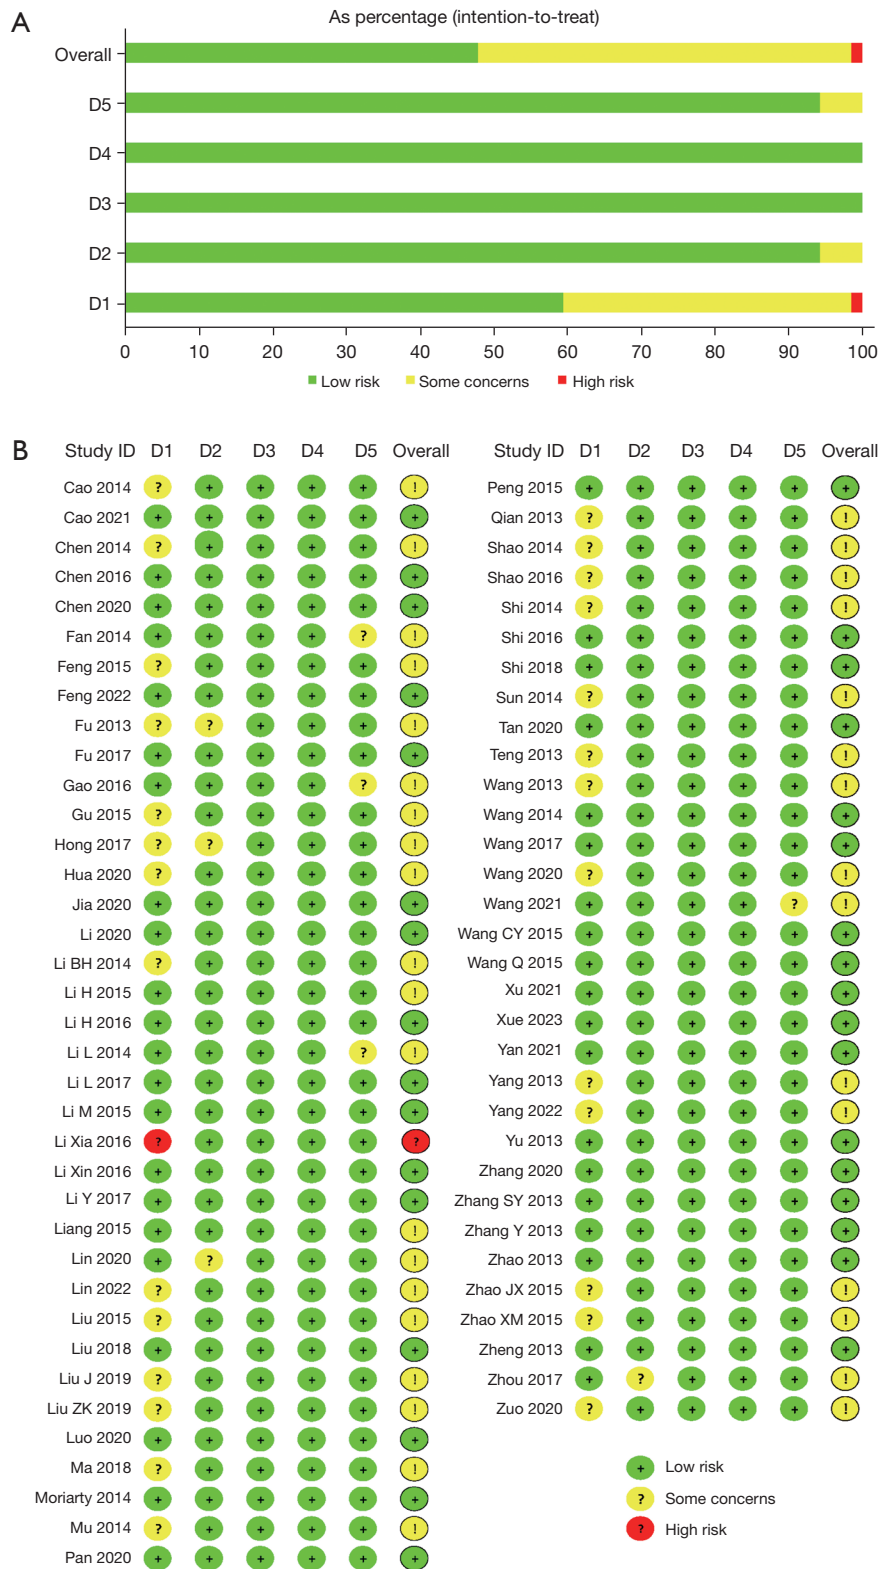 A
As percentage (intention-to-treat)
Overall
D5
D4
D3
D2
D1
0 10 20 30 40 50 60 70 80 90 100
Low risk Some concerns High risk
B
Study ID D1 D2 D3 D4 D5 Overall
Cao 2014 ? + + + + !
Cao 2021 + + + + + +
Chen 2014 ? + + + + !
Chen 2016 + + + + + +
Chen 2020 + + + + + +
Fan 2014 + + + + ? !
Feng 2015 ? + + + + !
Feng 2022 + + + + + +
Fu 2013 ? ? + + + !
Fu 2017 + + + + + +
Gao 2016 + + + + ? !
Gu 2015 ? + + + + !
Hong 2017 ? ? + + + !
Hua 2020 ? + + + + !
Jia 2020 + + + + + +
Li 2020 + + + + + +
Li BH 2014 ? + + + + !
Li H 2015 + + + + + !
Li H 2016 + + + + + +
Li L 2014 + + + + ? !
Li L 2017 + + + + + +
Li M 2015 + + + + + +
Li Xia 2016 ? + + + + ?
Li Xin 2016 + + + + + +
Li Y 2017 + + + + + +
Liang 2015 + + + + + !
Lin 2020 + ? + + + !
Lin 2022 ? + + + + !
Liu 2015 ? + + + + !
Liu 2018 + + + + + +
Liu J 2019 ? + + + + !
Liu ZK 2019 ? + + + + !
Luo 2020 + + + + + +
Ma 2018 ? + + + + !
Moriarty 2014 + + + + + +
Mu 2014 ? + + + + !
Pan 2020 + + + + + +
Study ID D1 D2 D3 D4 D5 Overall
Peng 2015 + + + + + +
Qian 2013 ? + + + + !
Shao 2014 ? + + + + !
Shao 2016 ? + + + + !
Shi 2014 ? + + + + !
Shi 2016 + + + + + +
Shi 2018 + + + + + +
Sun 2014 ? + + + + !
Tan 2020 + + + + + +
Teng 2013 ? + + + + !
Wang 2013 ? + + + + !
Wang 2014 + + + + + +
Wang 2017 + + + + + +
Wang 2020 ? + + + + !
Wang 2021 + + + + ? !
Wang CY 2015 + + + + + +
Wang Q 2015 + + + + + +
Xu 2021 + + + + + +
Xue 2023 + + + + + +
Yan 2021 + + + + + +
Yang 2013 ? + + + + !
Yang 2022 ? + + + + !
Yu 2013 + + + + + +
Zhang 2020 + + + + + +
Zhang SY 2013 + + + + + +
Zhang Y 2013 + + + + + +
Zhao 2013 + + + + + +
Zhao JX 2015 ? + + + + !
Zhao XM 2015 ? + + + + !
Zheng 2013 + + + + + +
Zhou 2017 + ? + + + !
Zuo 2020 ? + + + + !
+ Low risk
? Some concerns
? High risk